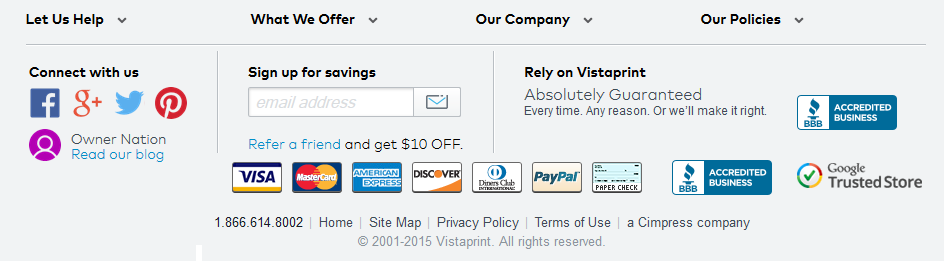 Let Us Help
What We Offer
Our Company
Our Policies
Connect with us
f
g+
Owner Nation
Read our blog
Sign up for savings
email address
Refer a friend and get $10 OFF.
Rely on Vistaprint
Absolutely Guaranteed
Every time. Any reason. Or we'll make it right.
BBB
ACCREDITED
BUSINESS
VISA
MasterCard
AMERICAN
EXPRESS
DISCOVER
Diners Club
INTERNATIONAL
PayPal
PAPER CHECK
BBB
ACCREDITED
BUSINESS
Google
Trusted Store
1.866.614.8002 | Home | Site Map | Privacy Policy | Terms of Use | a Cimpress company
© 2001-2015 Vistaprint. All rights reserved.